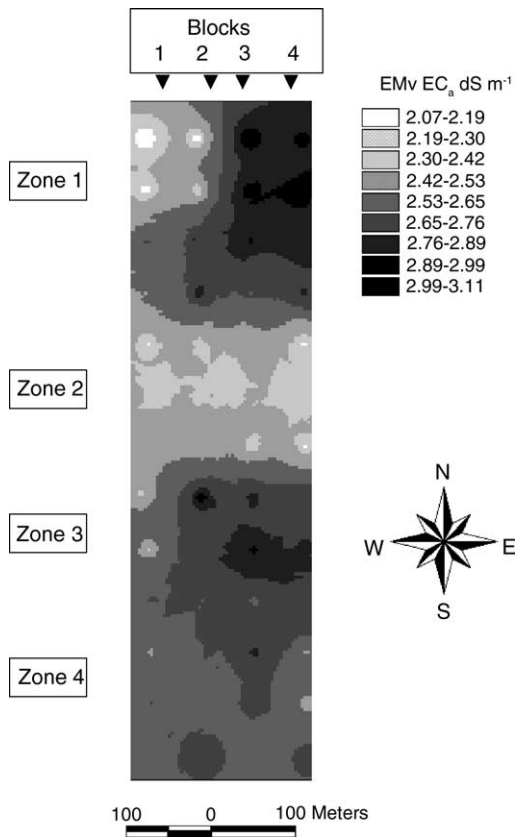 Blocks
1 2 3 4
EMv ECa dS m-1
2.07-2.19
2.19-2.30
2.30-2.42
2.42-2.53
2.53-2.65
2.65-2.76
2.76-2.89
2.89-2.99
2.99-3.11
Zone 1
Zone 2
Zone 3
Zone 4
N
W E
S
100 0 100 Meters